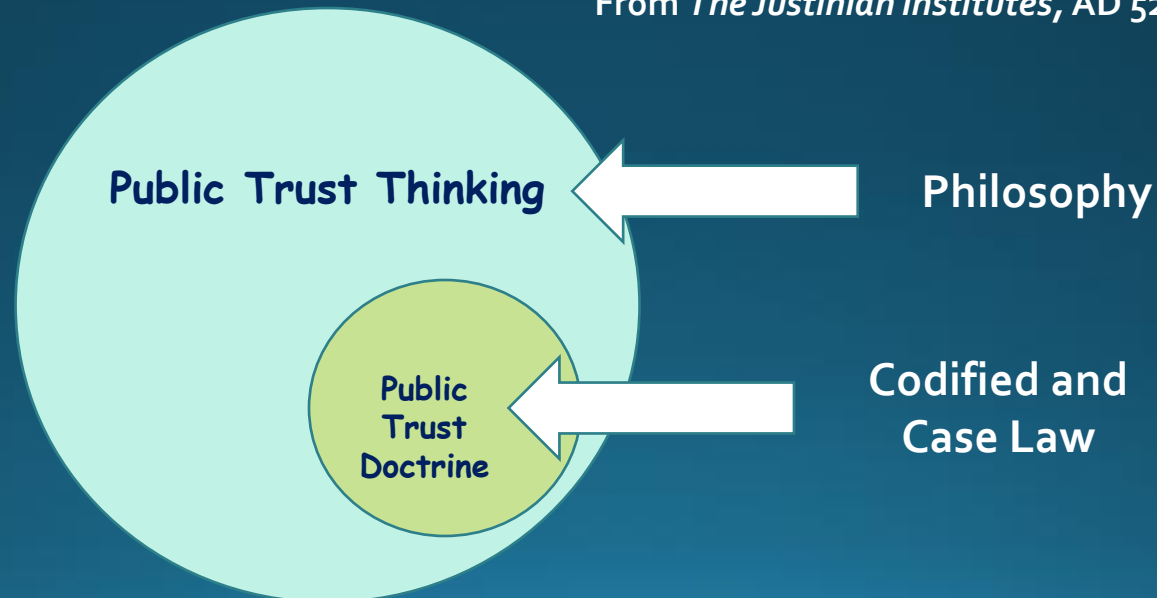 From The Justinian Institutes, AD
Public Trust Thinking
Philosophy
Public
Trust
Doctrine
Codified and
Case Law